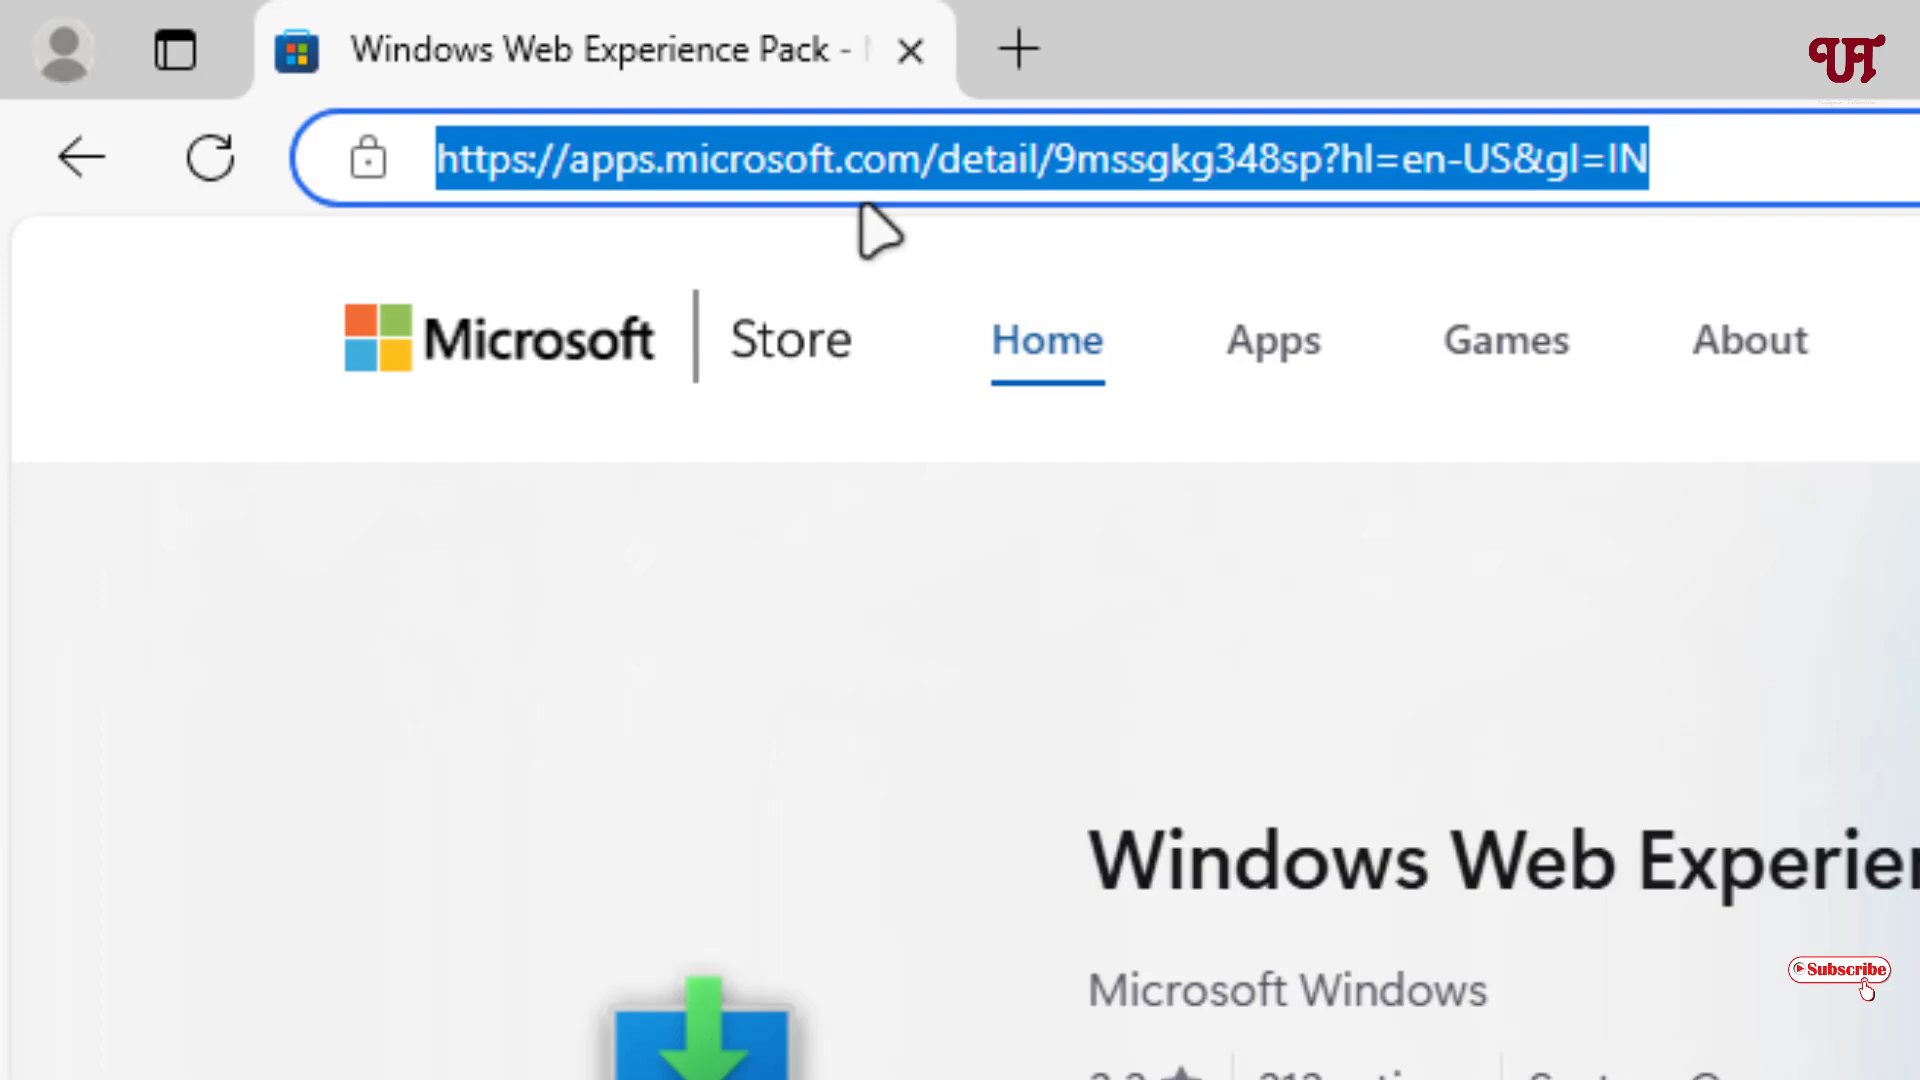 Windows Web Experience Pack -
https://apps.microsoft.com/detail/9mssgkg348sp?hl=en-US&gl=IN
Microsoft Store Home Apps Games About
Windows Web Experien
Microsoft Windows
Subscribe